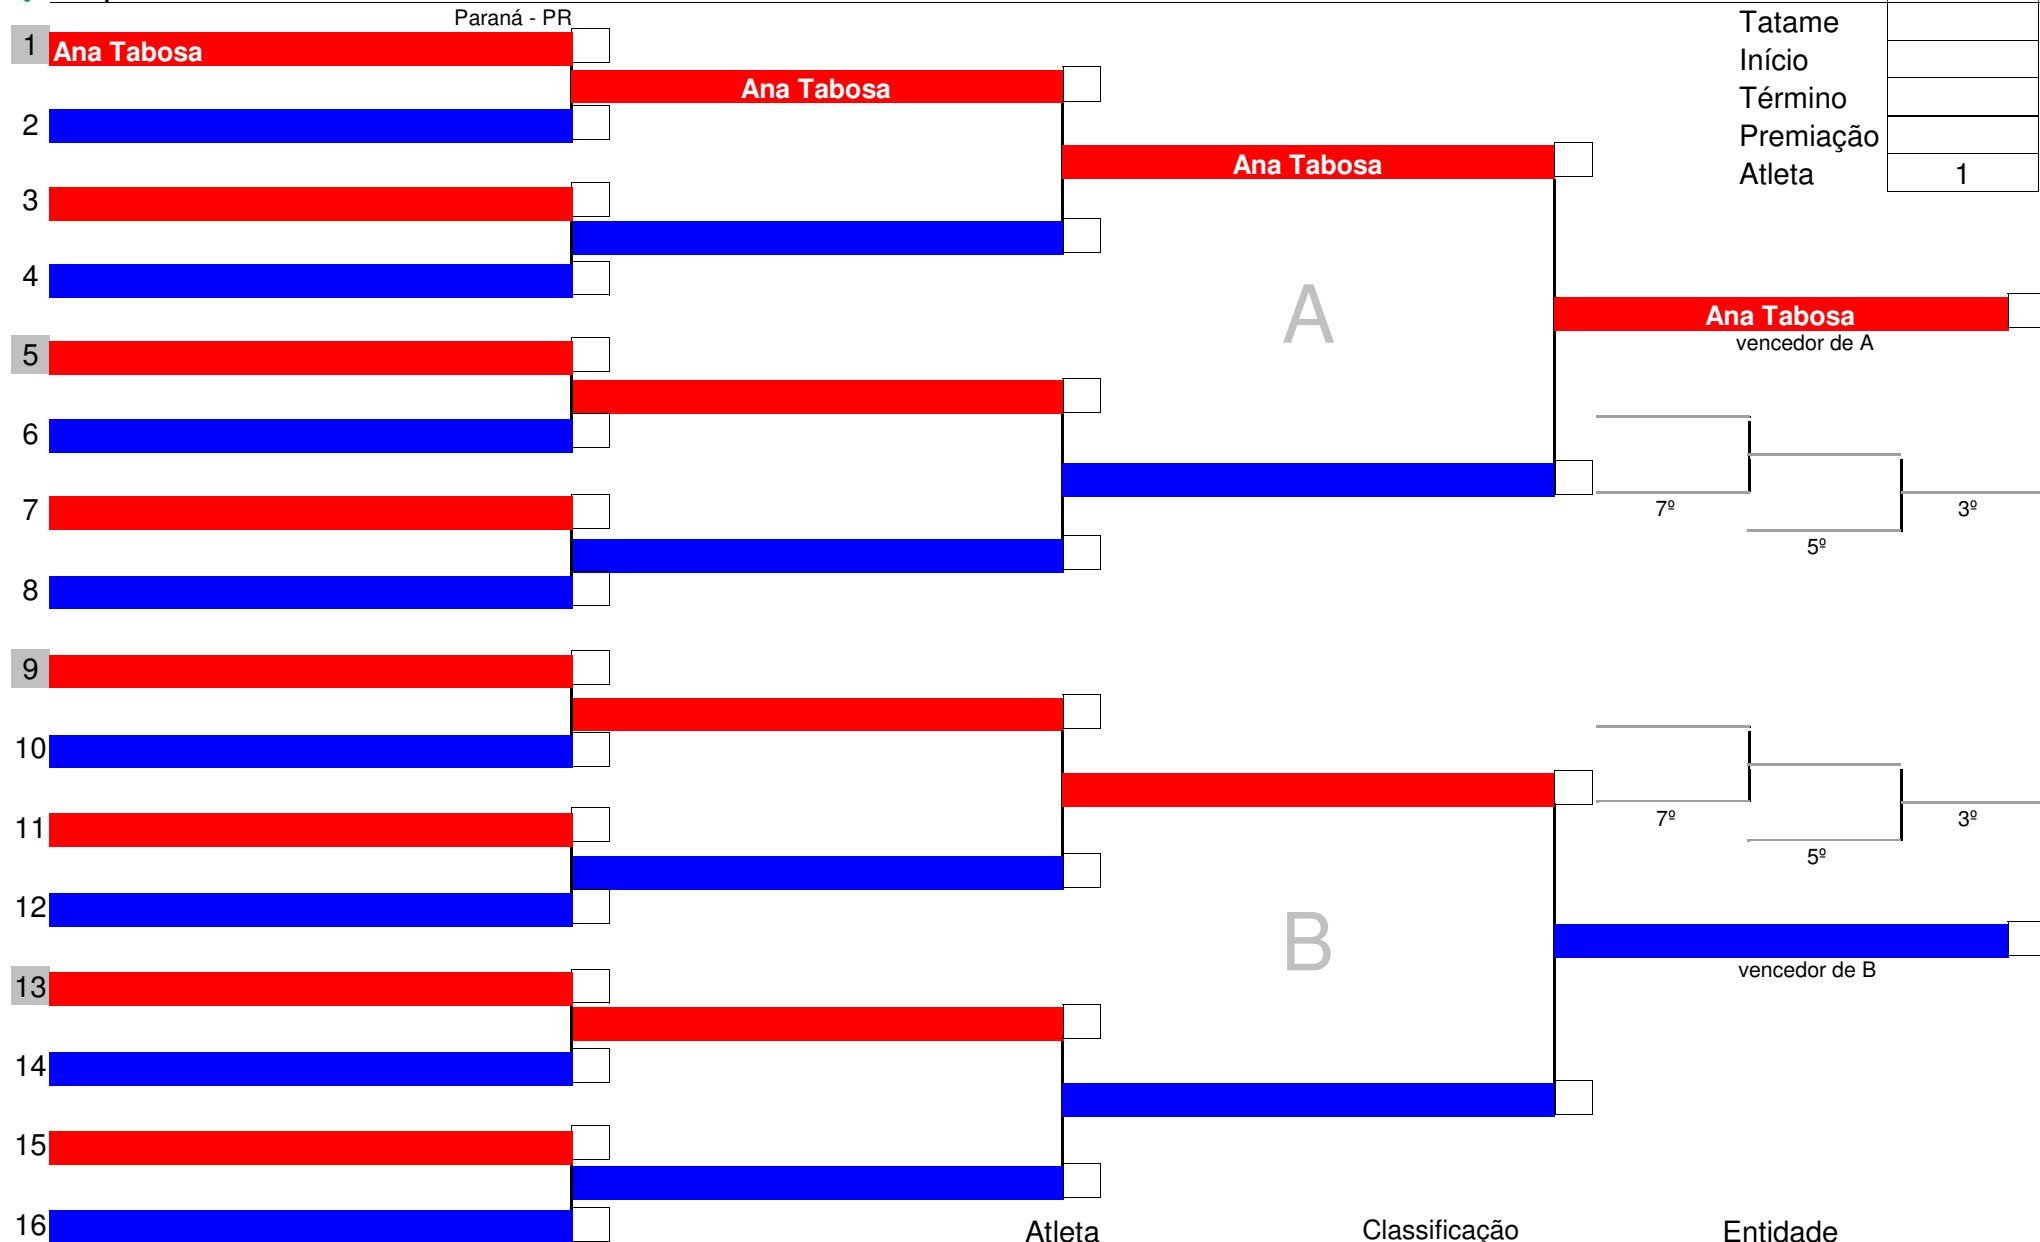 Paraná - PR
Tatame
1 Ana Tabosa
Início
Ana Tabosa
Término
2
Premiação
Ana Tabosa
Atleta 1
3
4
A
Ana Tabosa
vencedor de A
5
6
7
7º 3º
5º
8
9
10
11
7º 3º
5º
12
B
vencedor de B
13
14
15
16
Atleta Classificação Entidade